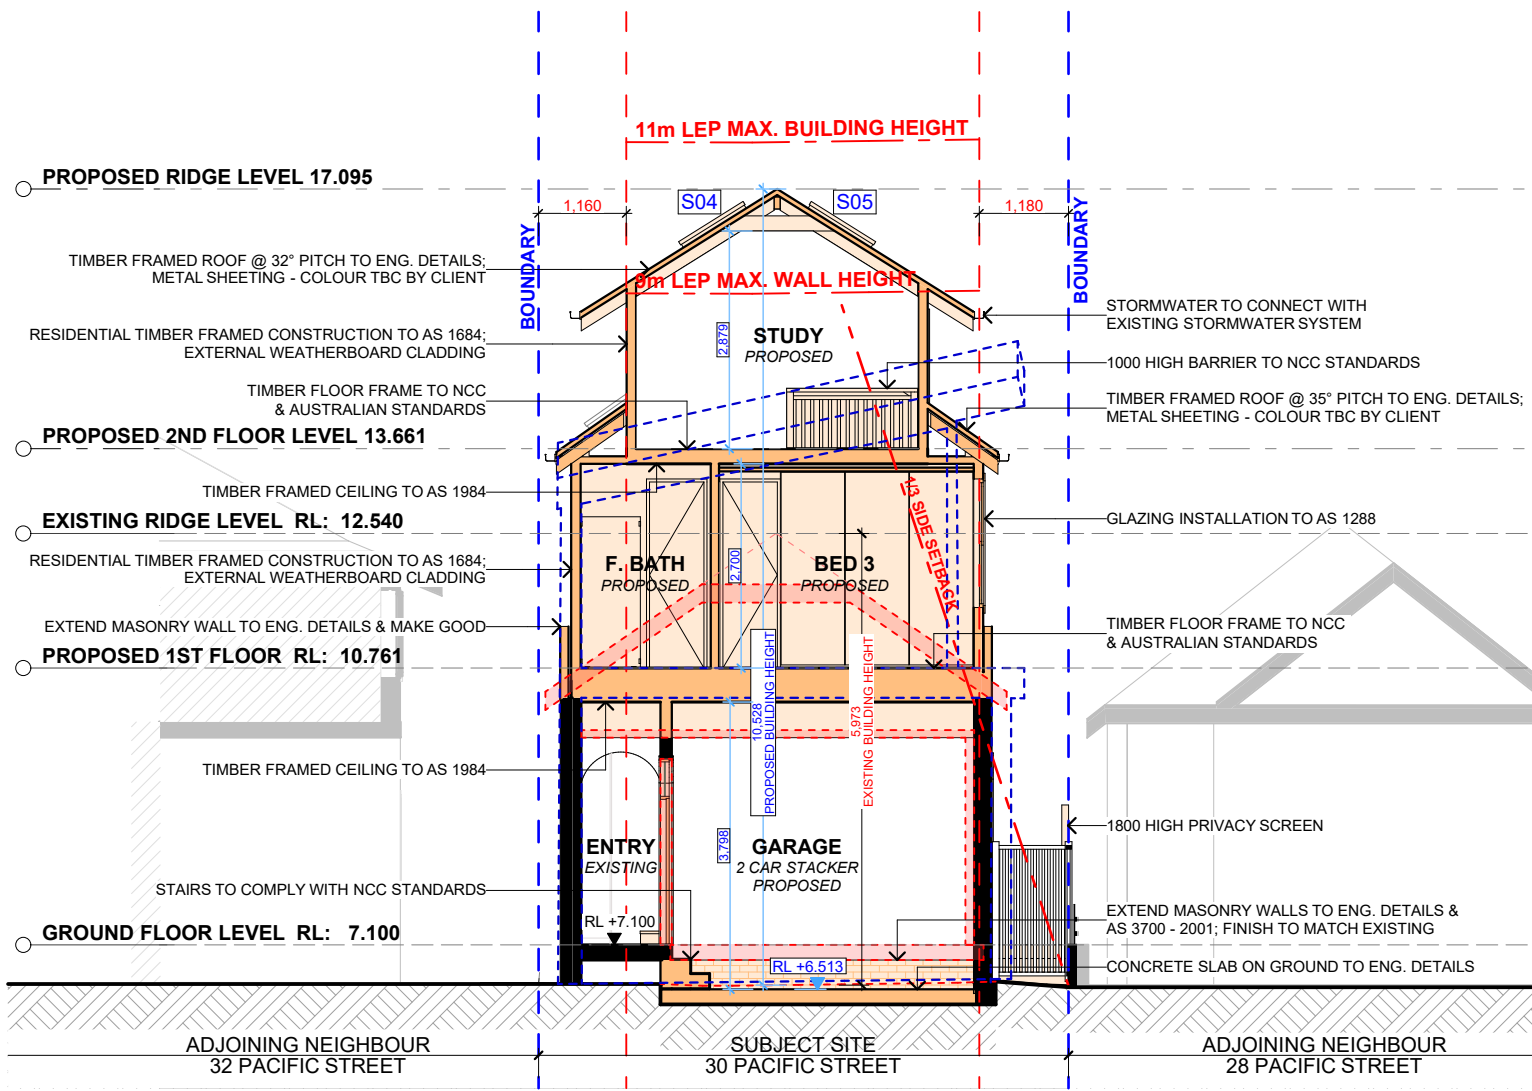 11m LEP MAX. BUILDING HEIGHT
PROPOSED RIDGE LEVEL 17.095
1,160
S04
S05
1,180
BOUNDARY
BOUNDARY
TIMBER FRAMED ROOF @ 32° PITCH TO ENG. DETAILS;
METAL SHEETING - COLOUR TBC BY CLIENT
9m LEP MAX. WALL HEIGHT
STORMWATER TO CONNECT WITH
EXISTING STORMWATER SYSTEM
RESIDENTIAL TIMBER FRAMED CONSTRUCTION TO AS 1684;
EXTERNAL WEATHERBOARD CLADDING
2,879
STUDY
PROPOSED
1000 HIGH BARRIER TO NCC STANDARDS
TIMBER FLOOR FRAME TO NCC
& AUSTRALIAN STANDARDS
TIMBER FRAMED ROOF @ 35° PITCH TO ENG. DETAILS;
METAL SHEETING - COLOUR TBC BY CLIENT
PROPOSED 2ND FLOOR LEVEL 13.661
TIMBER FRAMED CEILING TO AS 1984
1/3 SIDE SETBACK
EXISTING RIDGE LEVEL RL: 12.540
GLAZING INSTALLATION TO AS 1288
RESIDENTIAL TIMBER FRAMED CONSTRUCTION TO AS 1684;
EXTERNAL WEATHERBOARD CLADDING
F. BATH
PROPOSED
2,700
BED 3
PROPOSED
EXTEND MASONRY WALL TO ENG. DETAILS & MAKE GOOD
TIMBER FLOOR FRAME TO NCC
& AUSTRALIAN STANDARDS
PROPOSED 1ST FLOOR RL: 10.761
10,528
PROPOSED BUILDING HEIGHT
5,973
EXISTING BUILDING HEIGHT
TIMBER FRAMED CEILING TO AS 1984
1800 HIGH PRIVACY SCREEN
ENTRY
EXISTING
3,798
GARAGE
2 CAR STACKER
PROPOSED
STAIRS TO COMPLY WITH NCC STANDARDS
RL +7.100
EXTEND MASONRY WALLS TO ENG. DETAILS &
AS 3700 - 2001; FINISH TO MATCH EXISTING
GROUND FLOOR LEVEL RL: 7.100
RL +6.513
CONCRETE SLAB ON GROUND TO ENG. DETAILS
ADJOINING NEIGHBOUR
32 PACIFIC STREET
SUBJECT SITE
30 PACIFIC STREET
ADJOINING NEIGHBOUR
28 PACIFIC STREET